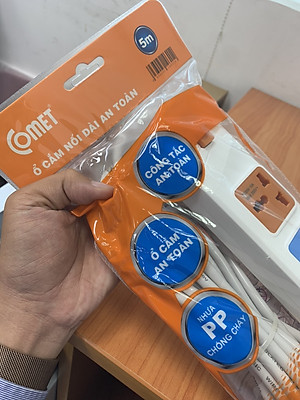 5m
COMET
Ổ CẮM NỐI DÀI AN TOÀN
CÔNG TẮC
AN TOÀN
Ổ CẮM
AN TOÀN
NHỰA
PP
CHỐNG CHÁY